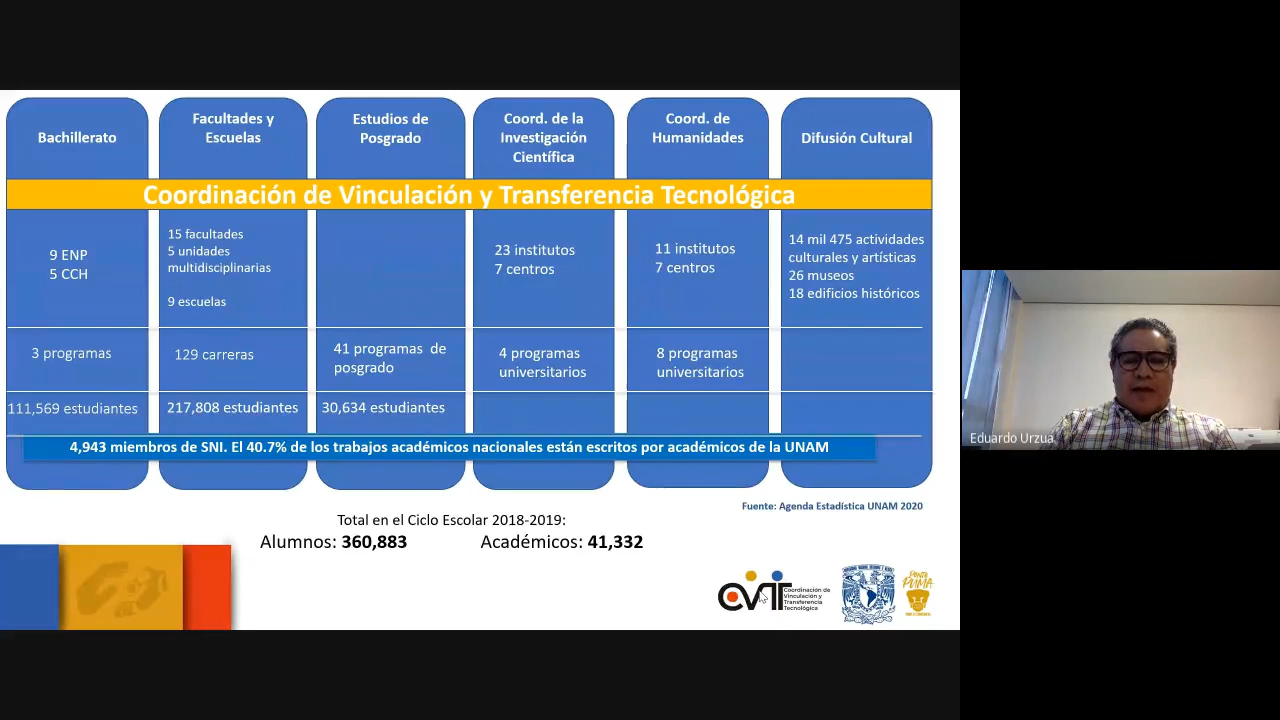 Bachillerato
Facultades y
Escuelas
Estudios de
Posgrado
Coord. de la
Investigación
Científica
Coord. de
Humanidades
Difusión Cultural
Coordinación de Vinculación y Transferencia Tecnológica
9 ENP
5 CCH
15 facultades
5 unidades
multidisciplinarias
9 escuelas
23 institutos
7 centros
11 institutos
7 centros
14 mil 475 actividades
culturales y artísticas
26 museos
18 edificios históricos
3 programas
129 carreras
41 programas de
posgrado
4 programas
universitarios
8 programas
universitarios
111,569 estudiantes
217,808 estudiantes
30,634 estudiantes
4,943 miembros de SNI. El 40.7% de los trabajos académicos nacionales están escritos por académicos de la UNAM
Fuente: Agenda Estadística UNAM 2020
Total en el Ciclo Escolar 2018-2019:
Alumnos: 360,883
Académicos: 41,332
CVTT
Coordinación de
Vinculación y
Transferencia
Tecnológica
PONTE
PUMA
Eduardo Urzua